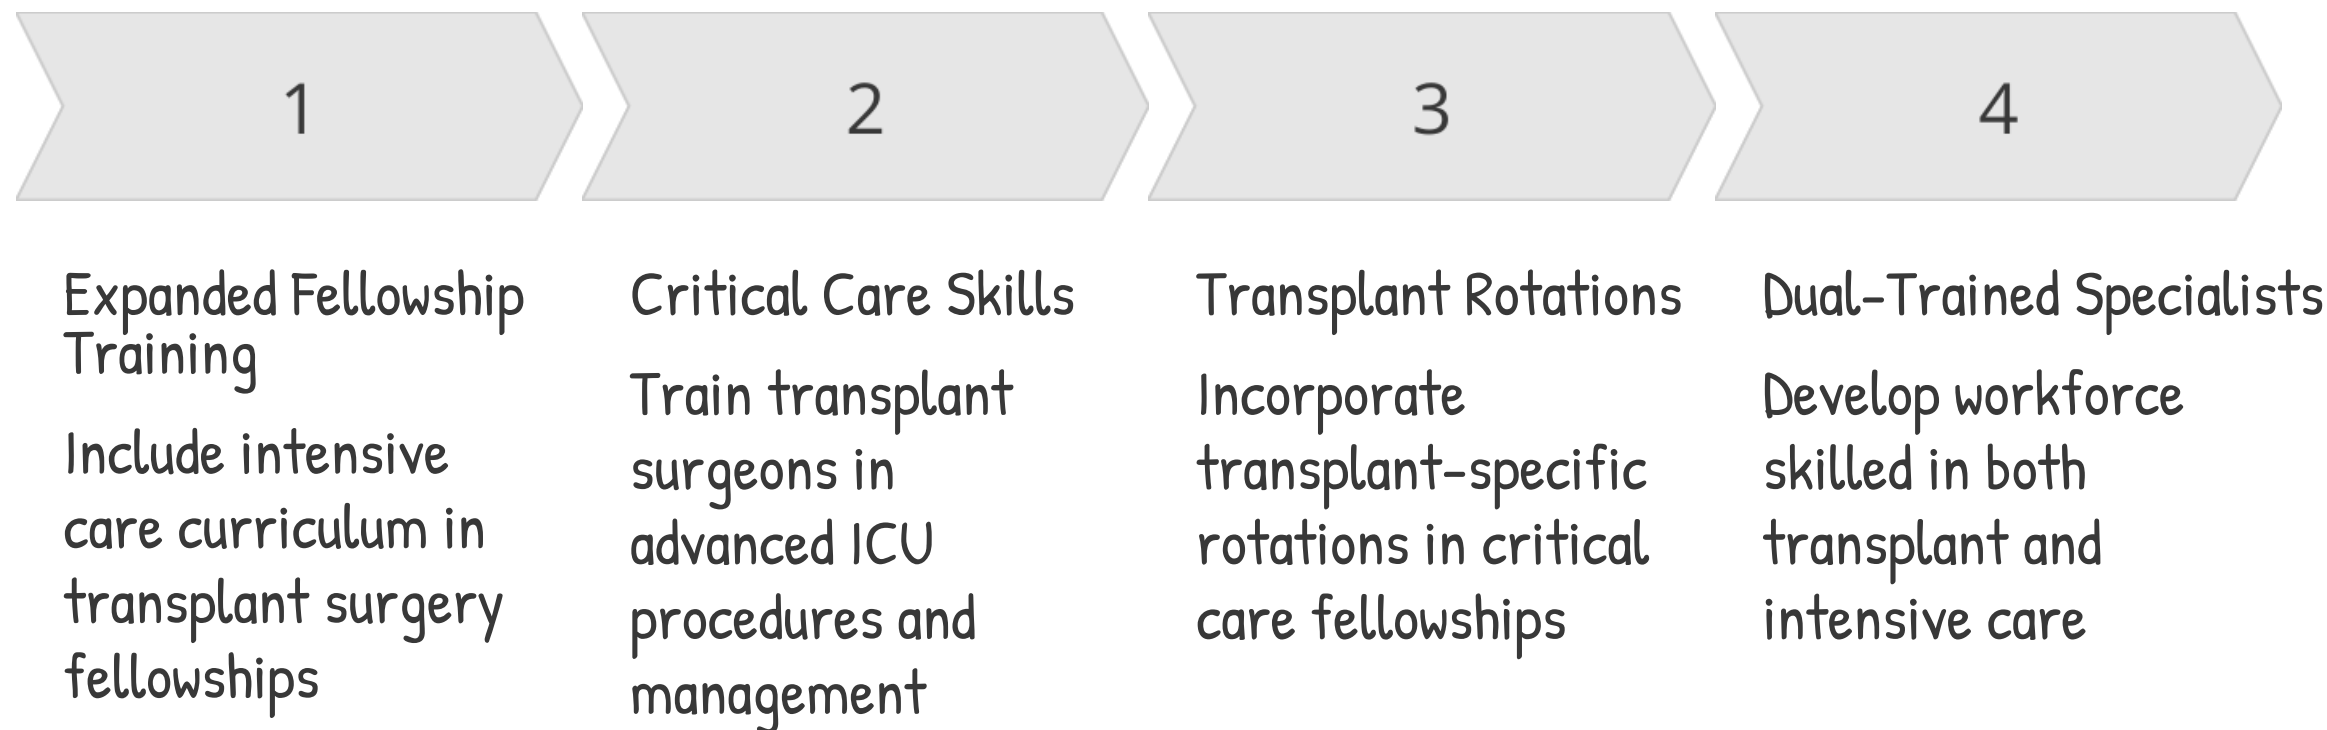 1
2
3
4
Expanded Fellowship
Training
Include intensive
care curriculum in
transplant surgery
fellowships
Critical Care Skills
Train transplant
surgeons in
advanced ICU
procedures and
management
Transplant Rotations
Incorporate
transplant-specific
rotations in critical
care fellowships
Dual-Trained Specialists
Develop workforce
skilled in both
transplant and
intensive care